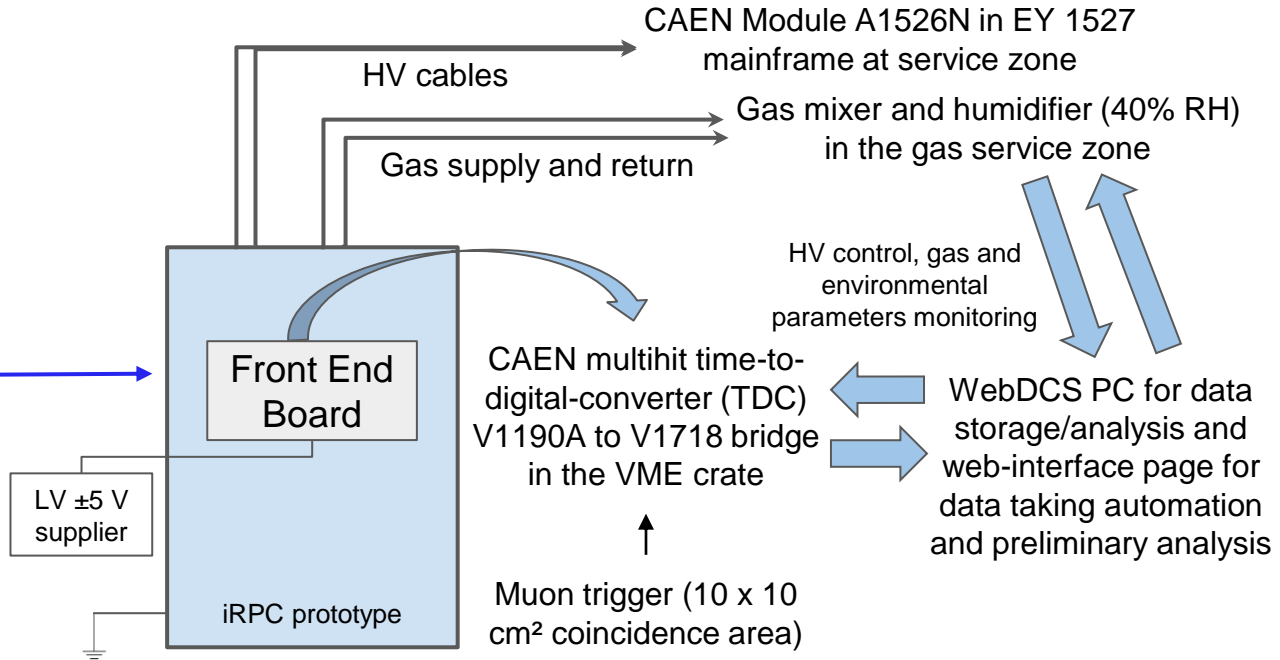 CAEN Module A1526N in EY 1527
mainframe at service zone
HV cables
Gas mixer and humidifier (40% RH)
in the gas service zone
Gas supply and return
HV control, gas and
environmental
parameters monitoring
Front End
Board
CAEN multihit time-to-
digital-converter (TDC)
V1190A to V1718 bridge
in the VME crate
WebDCS PC for data
storage/analysis and
web-interface page for
data taking automation
and preliminary analysis
LV ±5 V
supplier
iRPC prototype
Muon trigger (10 x 10
cm² coincidence area)